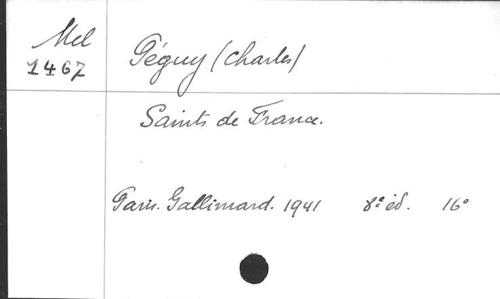 Mel
1467
Péguy (Charles)
Saints de France.
Paris. Gallimard. 1941 8e éd. 16°